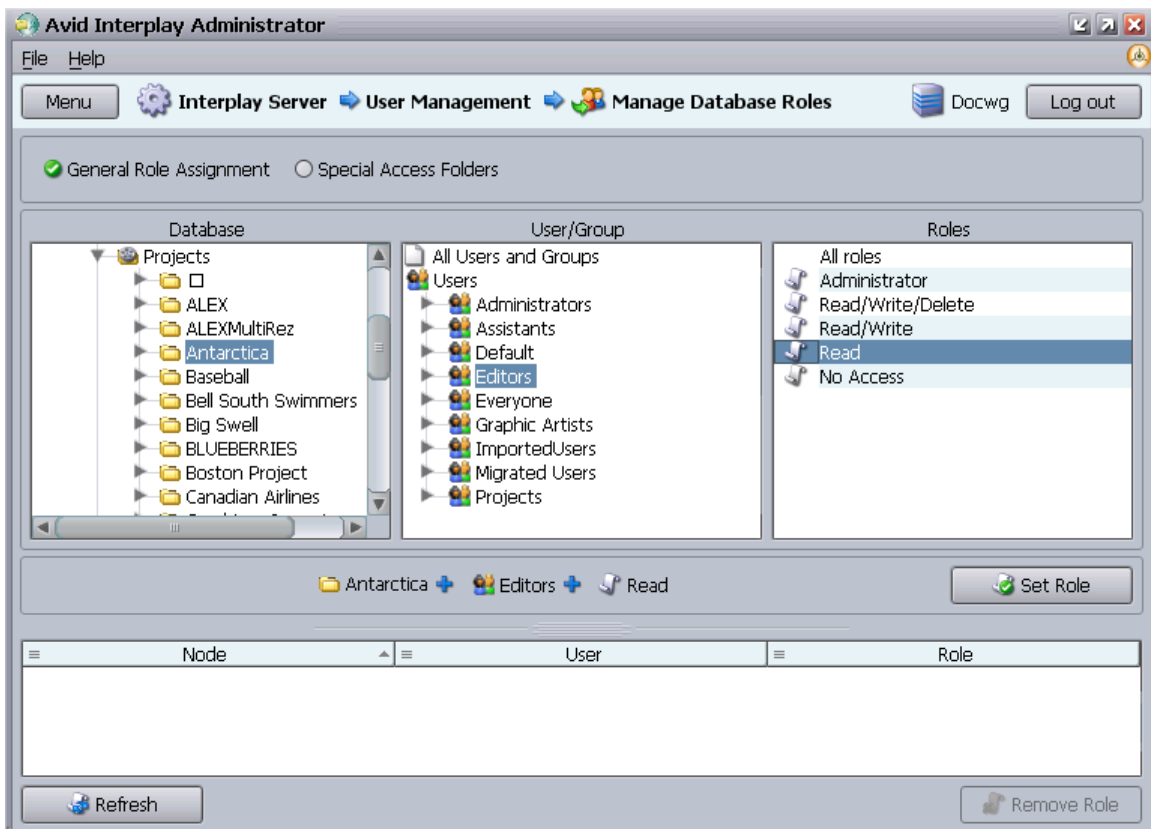 Avid Interplay Administrator
File Help
Menu Interplay Server User Management Manage Database Roles Docwg Log out
General Role Assignment Special Access Folders
Database
Projects
ALEX
ALEXMultiRez
Antarctica
Baseball
Bell South Swimmers
Big Swell
BLUEBERRIES
Boston Project
Canadian Airlines
User/Group
All Users and Groups
Users
Administrators
Assistants
Default
Editors
Everyone
Graphic Artists
ImportedUsers
Migrated Users
Projects
Roles
All roles
Administrator
Read/Write/Delete
Read/Write
Read
No Access
Antarctica Editors Read Set Role
Node User Role
Refresh Remove Role